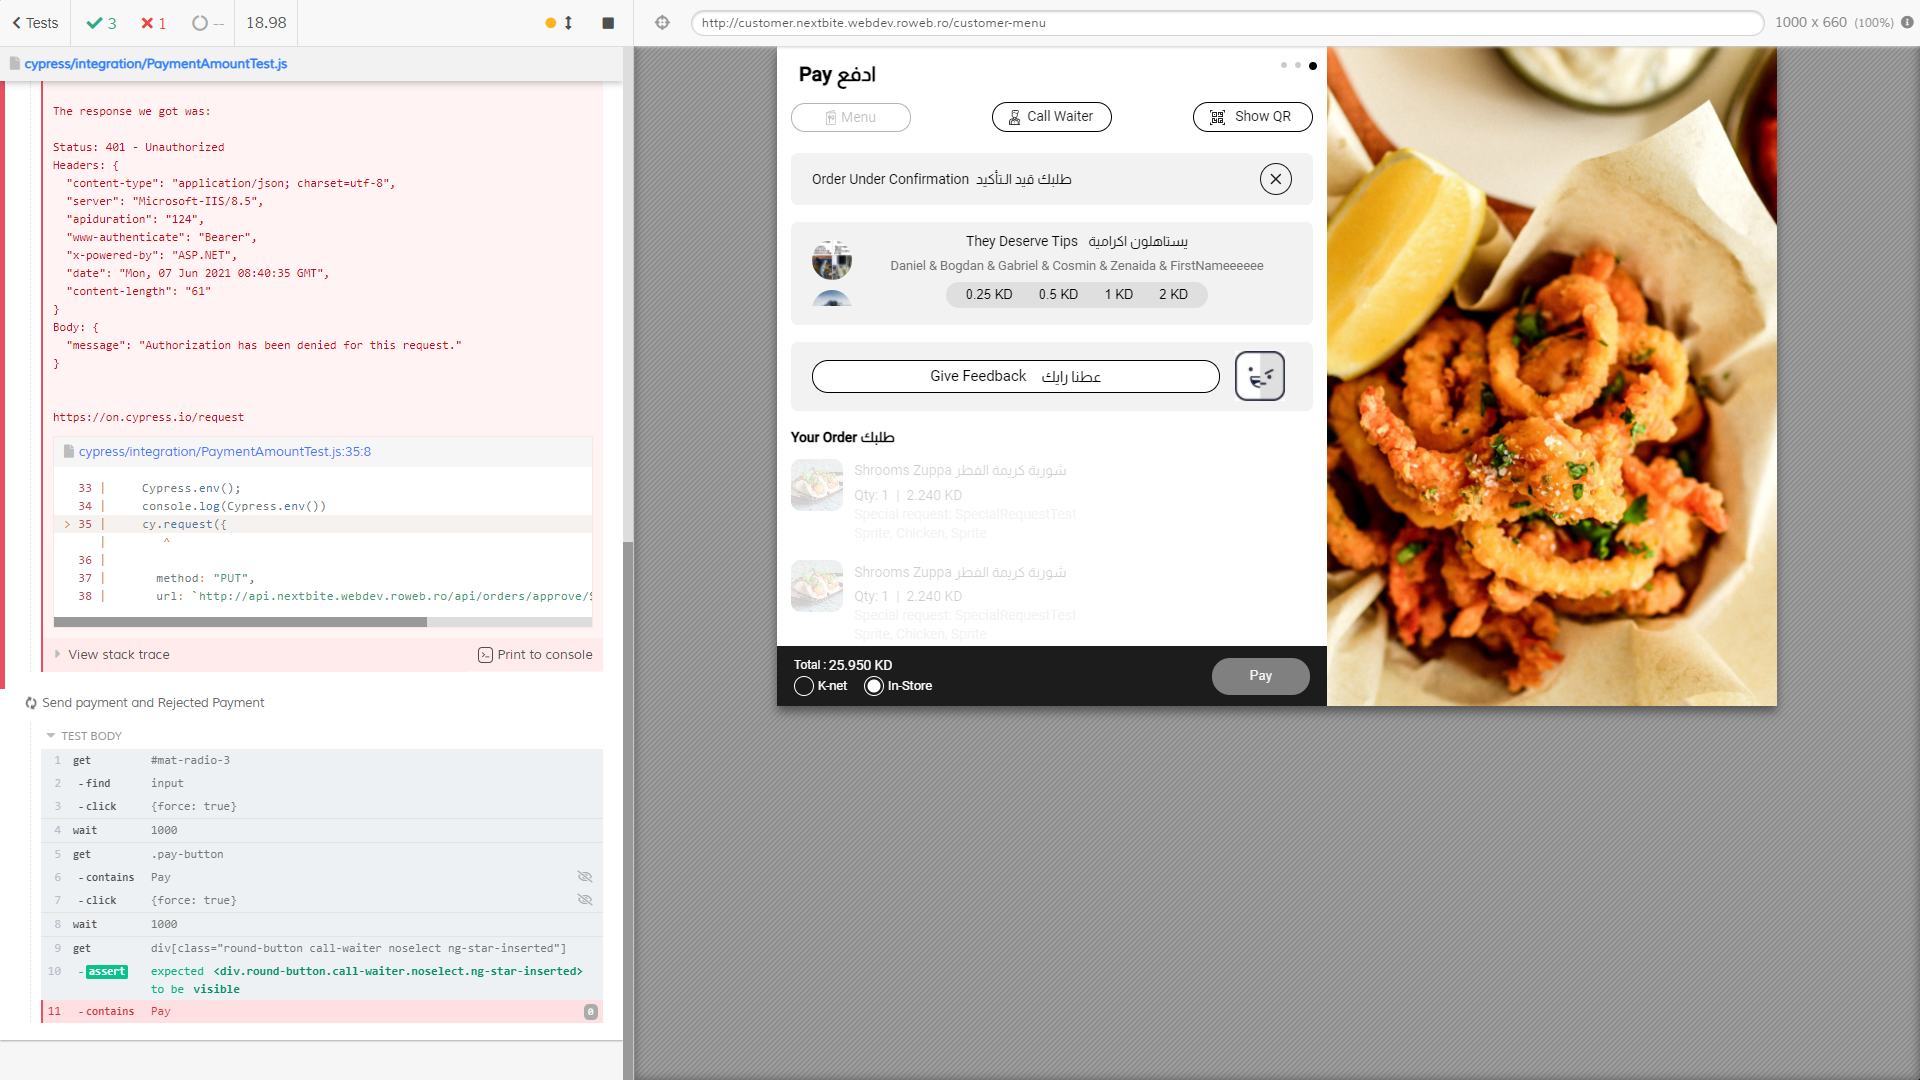 Tests
3
1
--
18.98
cypress/integration/PaymentAmountTest.js
The response we got was:
Status: 401 - Unauthorized
Headers: {
"content-type": "application/json; charset=utf-8",
"server": "Microsoft-IIS/8.5",
"apiduration": "124",
"www-authenticate": "Bearer",
"x-powered-by": "ASP.NET",
"date": "Mon, 07 Jun 2021 08:40:35 GMT",
"content-length": "61"
}
Body: {
"message": "Authorization has been denied for this request."
}
https://on.cypress.io/request
cypress/integration/PaymentAmountTest.js:35:8
33 | Cypress.env();
34 | console.log(Cypress.env())
> 35 | cy.request({
| ^
36 |
37 | method: "PUT",
38 | url: `http://api.nextbite.webdev.roweb.ro/api/orders/approve/$
View stack trace
Print to console
Send payment and Rejected Payment
TEST BODY
1 get #mat-radio-3
2 -find input
3 -click {force: true}
4 wait 1000
5 get .pay-button
6 -contains Pay
7 -click {force: true}
8 wait 1000
9 get div[class="round-button call-waiter noselect ng-star-inserted"]
10 -assert expected <div.round-button.call-waiter.noselect.ng-star-inserted>
to be visible
11 -contains Pay 0
http://customer.nextbite.webdev.roweb.ro/customer-menu
1000 x 660 (100%)
Pay ادفع
Menu
Call Waiter
Show QR
Order Under Confirmation طلبك قيد التأكيد
They Deserve Tips يستاهلون اكرامية
Daniel & Bogdan & Gabriel & Cosmin & Zenaida & FirstNameeeeee
0.25 KD 0.5 KD 1 KD 2 KD
Give Feedback عطنا رايك
Your Order طلبك
Shrooms Zuppa شوربة كريمة الفطر
Qty: 1 | 2.240 KD
Special request: SpecialRequestTest
Sprite, Chicken, Sprite
Shrooms Zuppa شوربة كريمة الفطر
Qty: 1 | 2.240 KD
Special request: SpecialRequestTest
Sprite, Chicken, Sprite
Total : 25.950 KD
K-net In-Store
Pay